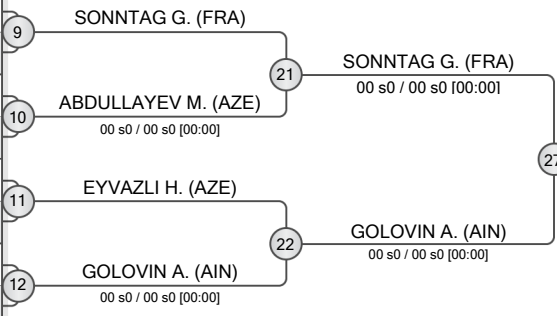 9
SONNTAG G. (FRA)
21
SONNTAG G. (FRA)
00 s0 / 00 s0 [00:00]
10
ABDULLAYEV M. (AZE)
00 s0 / 00 s0 [00:00]
27
11
EYVAZLI H. (AZE)
22
GOLOVIN A. (AIN)
00 s0 / 00 s0 [00:00]
12
GOLOVIN A. (AIN)
00 s0 / 00 s0 [00:00]